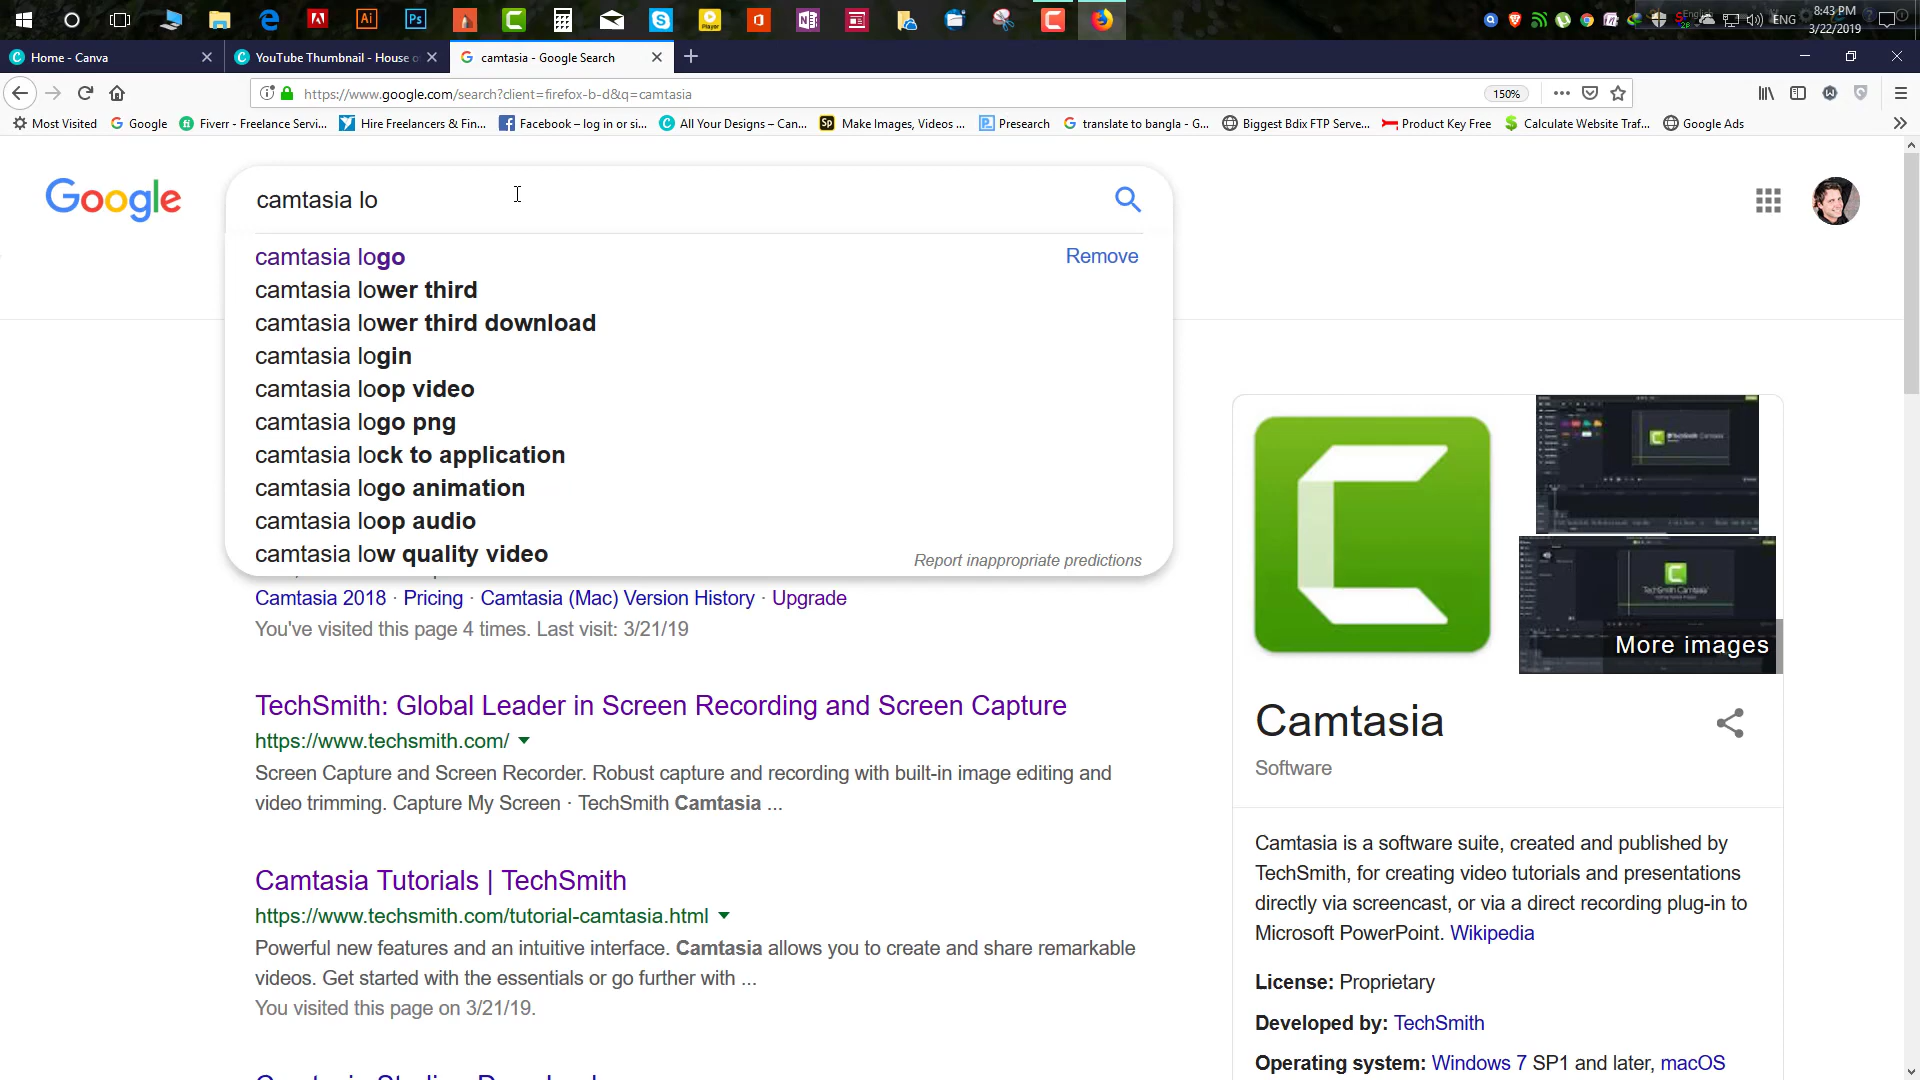 8:43 PM
ENG
3/22/2019
Home - Canva
YouTube Thumbnail - House o
camtasia - Google Search
https://www.google.com/search?client=firefox-b-d&q=camtasia
150%
Most Visited
Google
Fiverr - Freelance Servi...
Hire Freelancers & Fin...
Facebook – log in or si...
All Your Designs – Can...
Make Images, Videos ...
Presearch
translate to bangla - G...
Biggest Bdix FTP Serve...
Product Key Free
Calculate Website Traf...
Google Ads
Google
camtasia lo
camtasia logo
Remove
camtasia lower third
camtasia lower third download
camtasia login
camtasia loop video
camtasia logo png
camtasia lock to application
camtasia logo animation
camtasia loop audio
camtasia low quality video
Report inappropriate predictions
Camtasia 2018 · Pricing · Camtasia (Mac) Version History · Upgrade
You've visited this page 4 times. Last visit: 3/21/19
TechSmith: Global Leader in Screen Recording and Screen Capture
https://www.techsmith.com/
Screen Capture and Screen Recorder. Robust capture and recording with built-in image editing and
video trimming. Capture My Screen · TechSmith Camtasia ...
Camtasia Tutorials | TechSmith
https://www.techsmith.com/tutorial-camtasia.html
Powerful new features and an intuitive interface. Camtasia allows you to create and share remarkable
videos. Get started with the essentials or go further with ...
You visited this page on 3/21/19.
More images
Camtasia
Software
Camtasia is a software suite, created and published by
TechSmith, for creating video tutorials and presentations
directly via screencast, or via a direct recording plug-in to
Microsoft PowerPoint. Wikipedia
License: Proprietary
Developed by: TechSmith
Operating system: Windows 7 SP1 and later, macOS